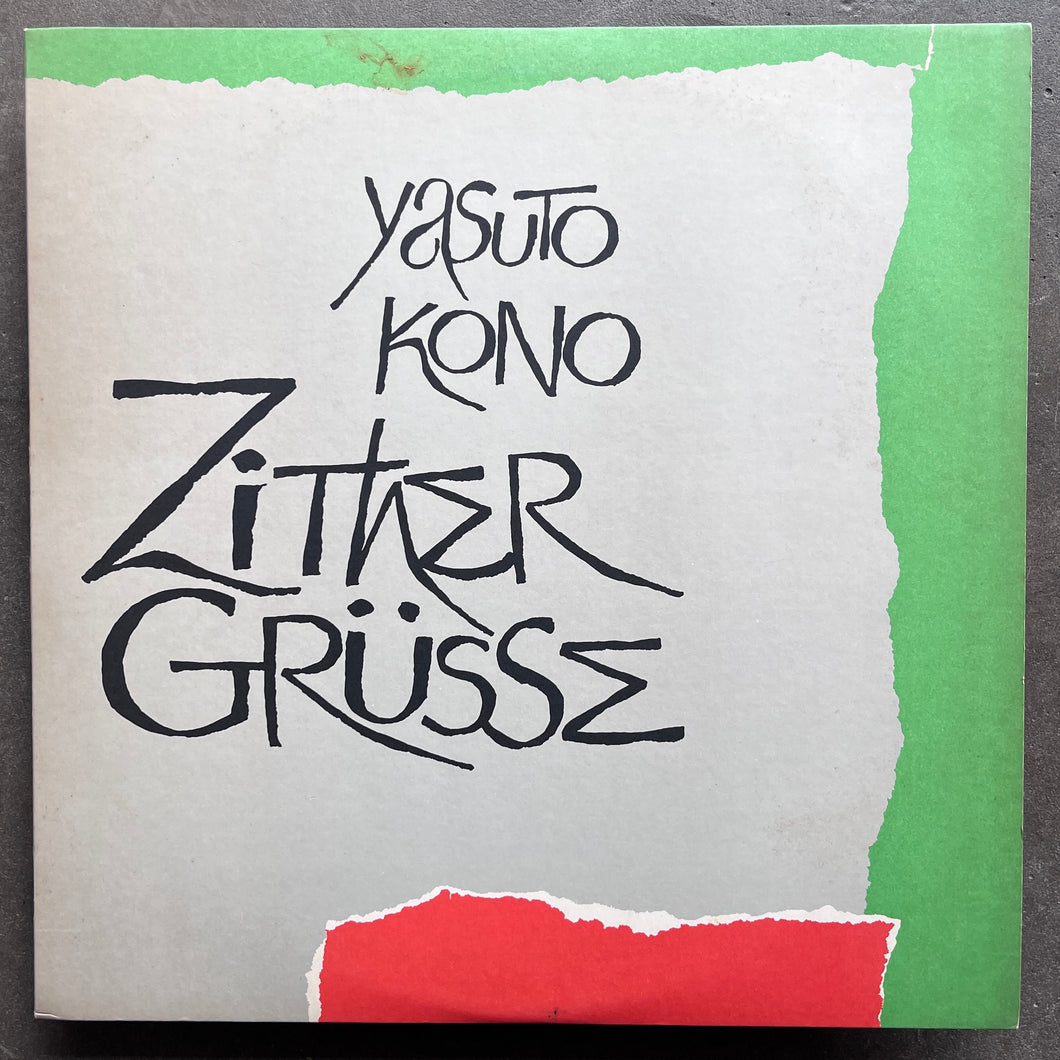 Yasuto
KONO
ZiTHER
GRÜSSE